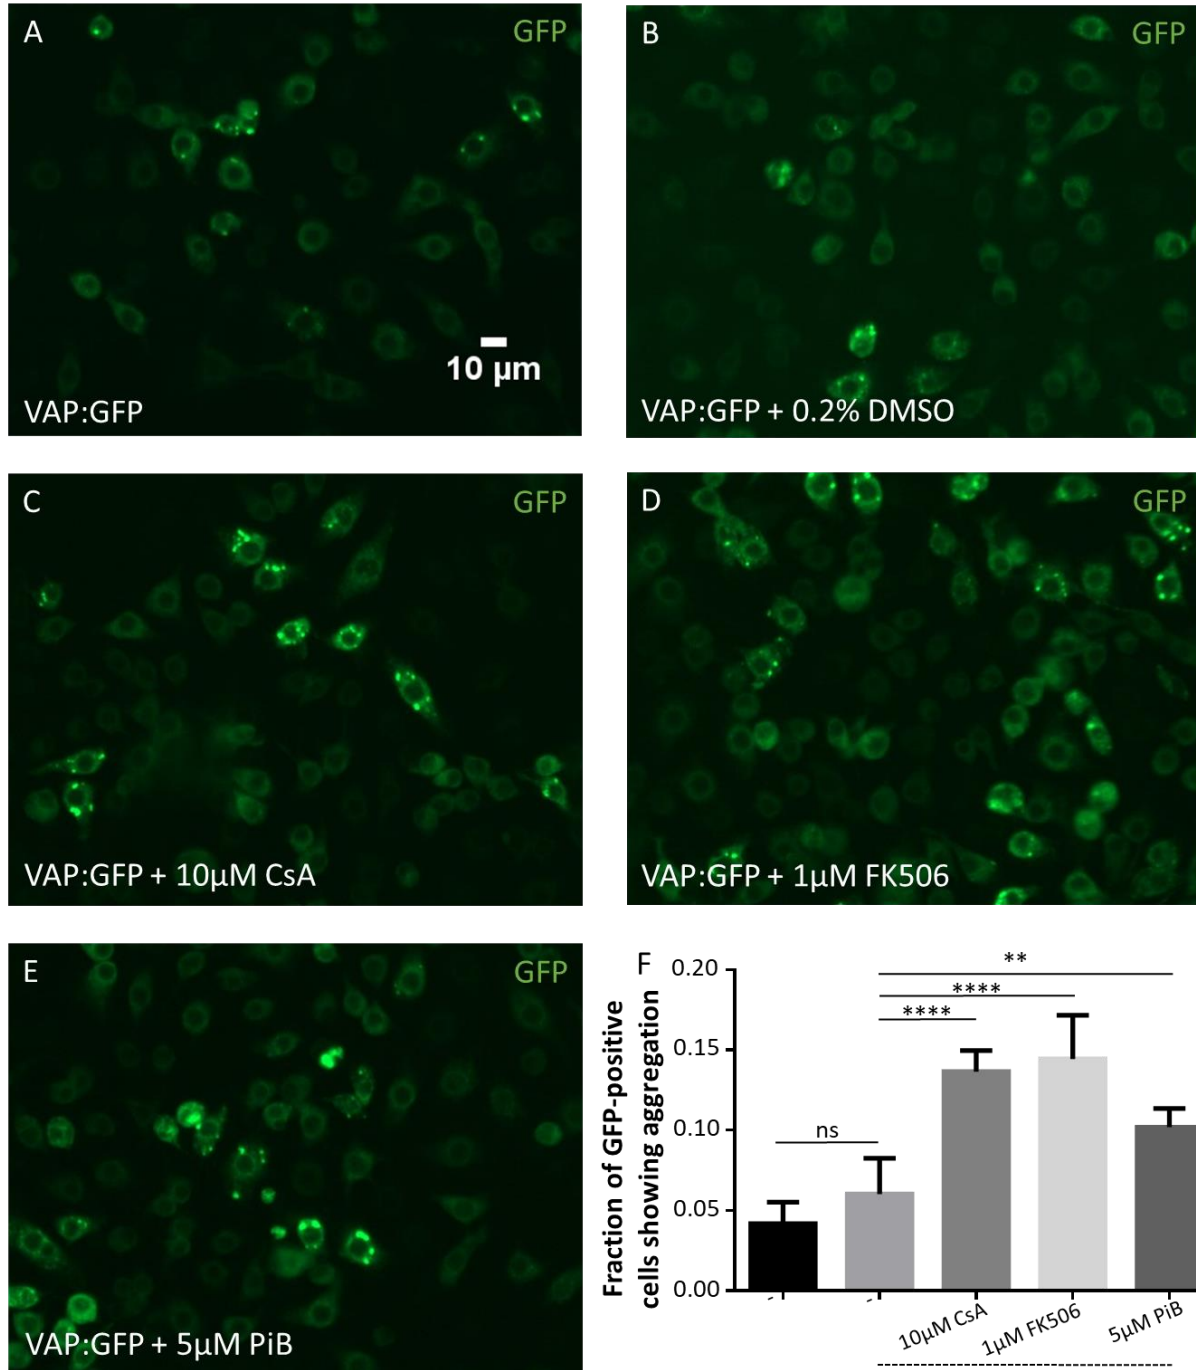 A GFP
10 µm
VAP:GFP
B GFP
VAP:GFP + 0.2% DMSO
C GFP
VAP:GFP + 10µM CsA
D GFP
VAP:GFP + 1µM FK506
E GFP
VAP:GFP + 5µM PiB
F
Fraction of GFP-positive
cells showing aggregation
0.20
0.15
0.10
0.05
0.00
**
****
****
ns
-
-
10µM CsA
1µM FK506
5µM PiB